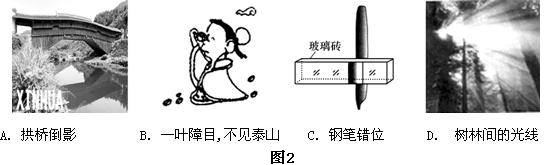 玻璃砖
XINHUA
A. 拱桥倒影
B. 一叶障目,不见泰山
C. 钢笔错位
D. 树林间的光线
图2